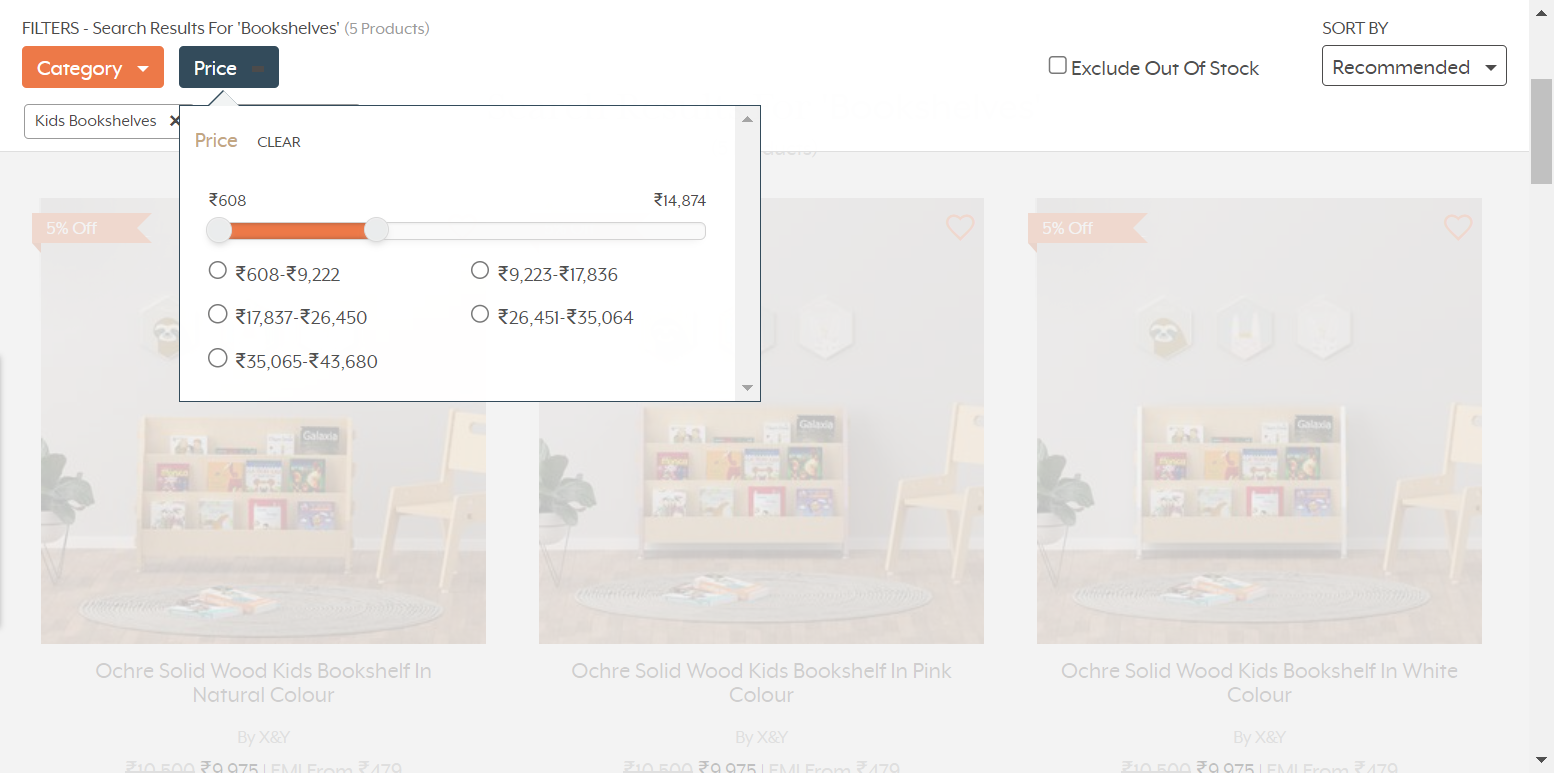 FILTERS - Search Results For 'Bookshelves' (5 Products)
SORT BY
Category
Price
Exclude Out Of Stock
Recommended
Kids Bookshelves ✕
Price CLEAR
₹608 ₹14,874
₹608-₹9,222 ₹9,223-₹17,836
₹17,837-₹26,450 ₹26,451-₹35,064
₹35,065-₹43,680
5% Off
5% Off
Galaxia
Galaxia
Galaxia
Ochre Solid Wood Kids Bookshelf In
Natural Colour
By X&Y
₹10,500 ₹9,975 | EMI From ₹479
Ochre Solid Wood Kids Bookshelf In Pink
Colour
By X&Y
₹10,500 ₹9,975 | EMI From ₹479
Ochre Solid Wood Kids Bookshelf In White
Colour
By X&Y
₹10,500 ₹9,975 | EMI From ₹479